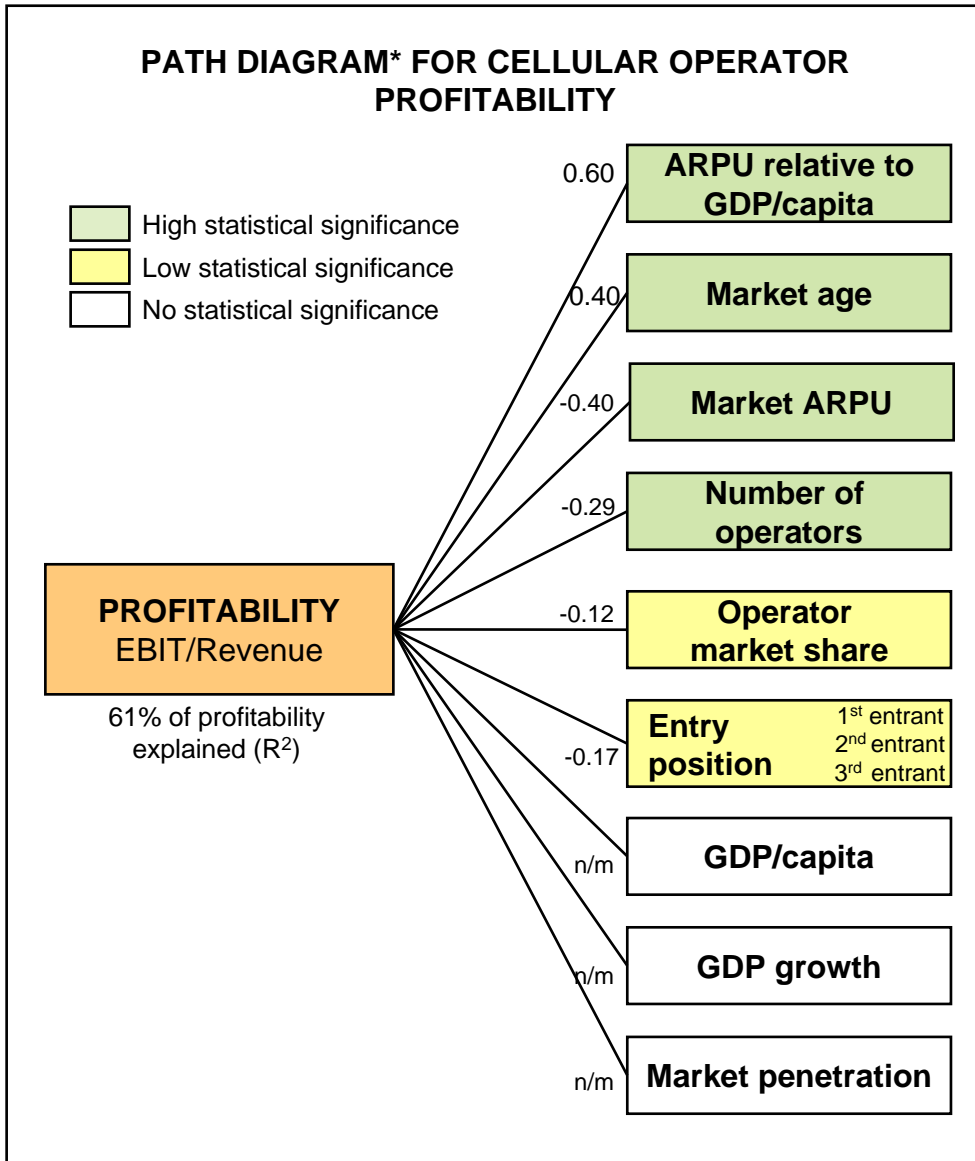 PATH DIAGRAM* FOR CELLULAR OPERATOR
PROFITABILITY
High statistical significance
Low statistical significance
No statistical significance
0.60
ARPU relative to
GDP/capita
0.40
Market age
-0.40
Market ARPU
-0.29
Number of
operators
PROFITABILITY
EBIT/Revenue
61% of profitability
explained (R²)
-0.12
Operator
market share
-0.17
Entry
position
1st entrant
2nd entrant
3rd entrant
n/m
GDP/capita
n/m
GDP growth
n/m
Market penetration